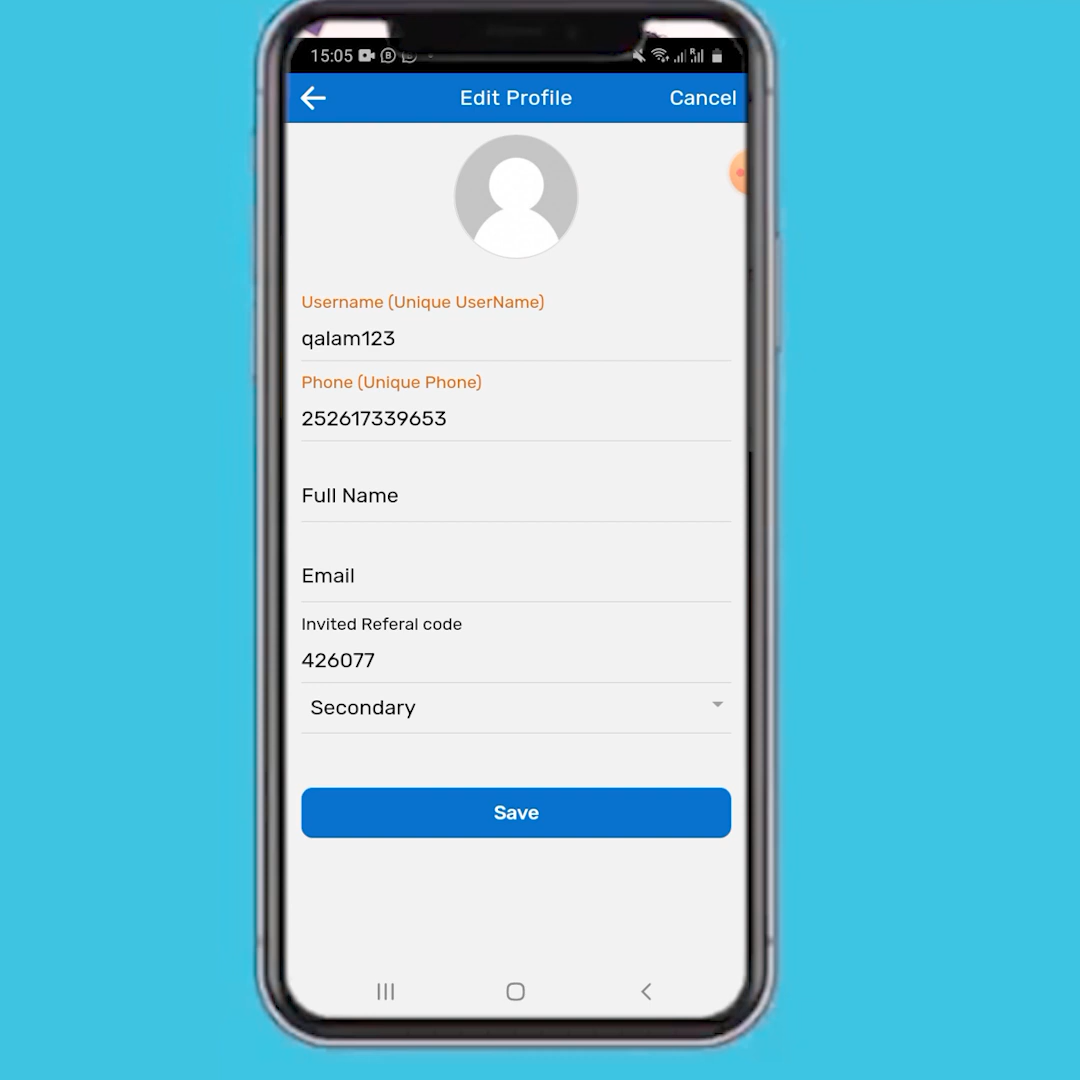 15:05
Edit Profile
Cancel
Username (Unique UserName)
qalam123
Phone (Unique Phone)
252617339653
Full Name
Email
Invited Referal code
426077
Secondary
Save